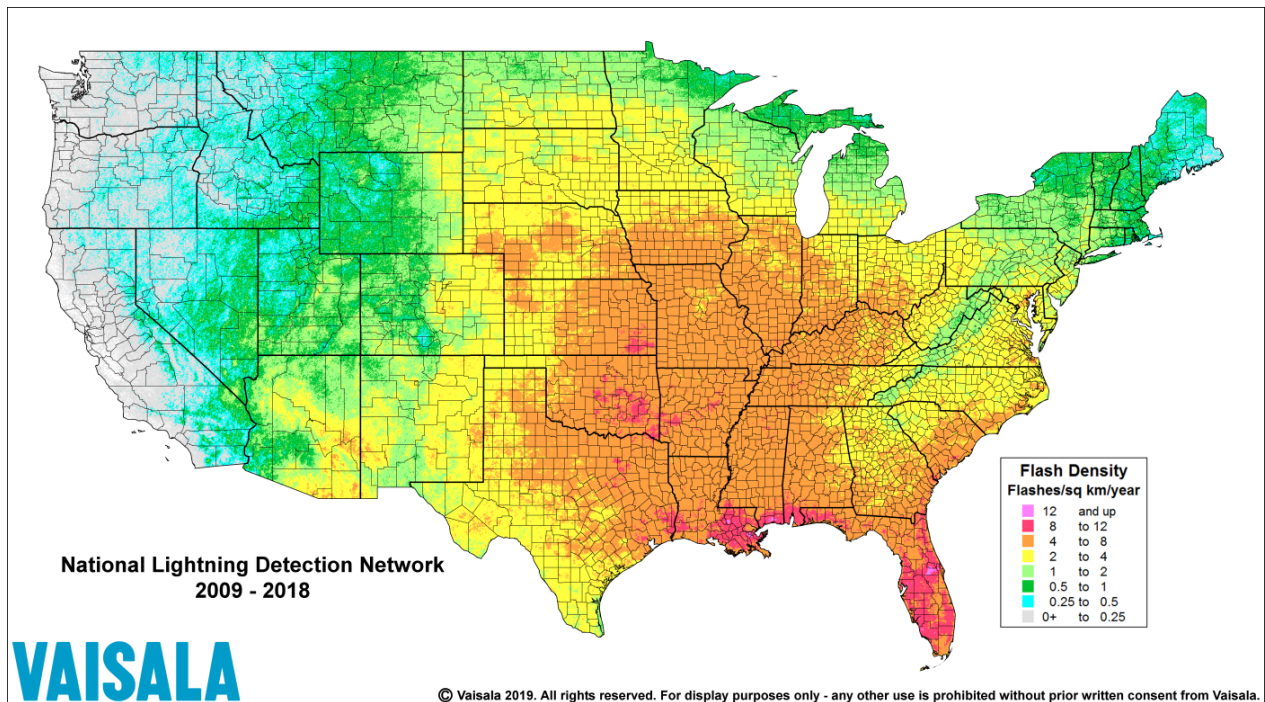 National Lightning Detection Network
2009 - 2018
Flash Density
Flashes/sq km/year
12 and up
8 to 12
4 to 8
2 to 4
1 to 2
0.5 to 1
0.25 to 0.5
0+ to 0.25
VAISALA
© Vaisala 2019. All rights reserved. For display purposes only - any other use is prohibited without prior written consent from Vaisala.